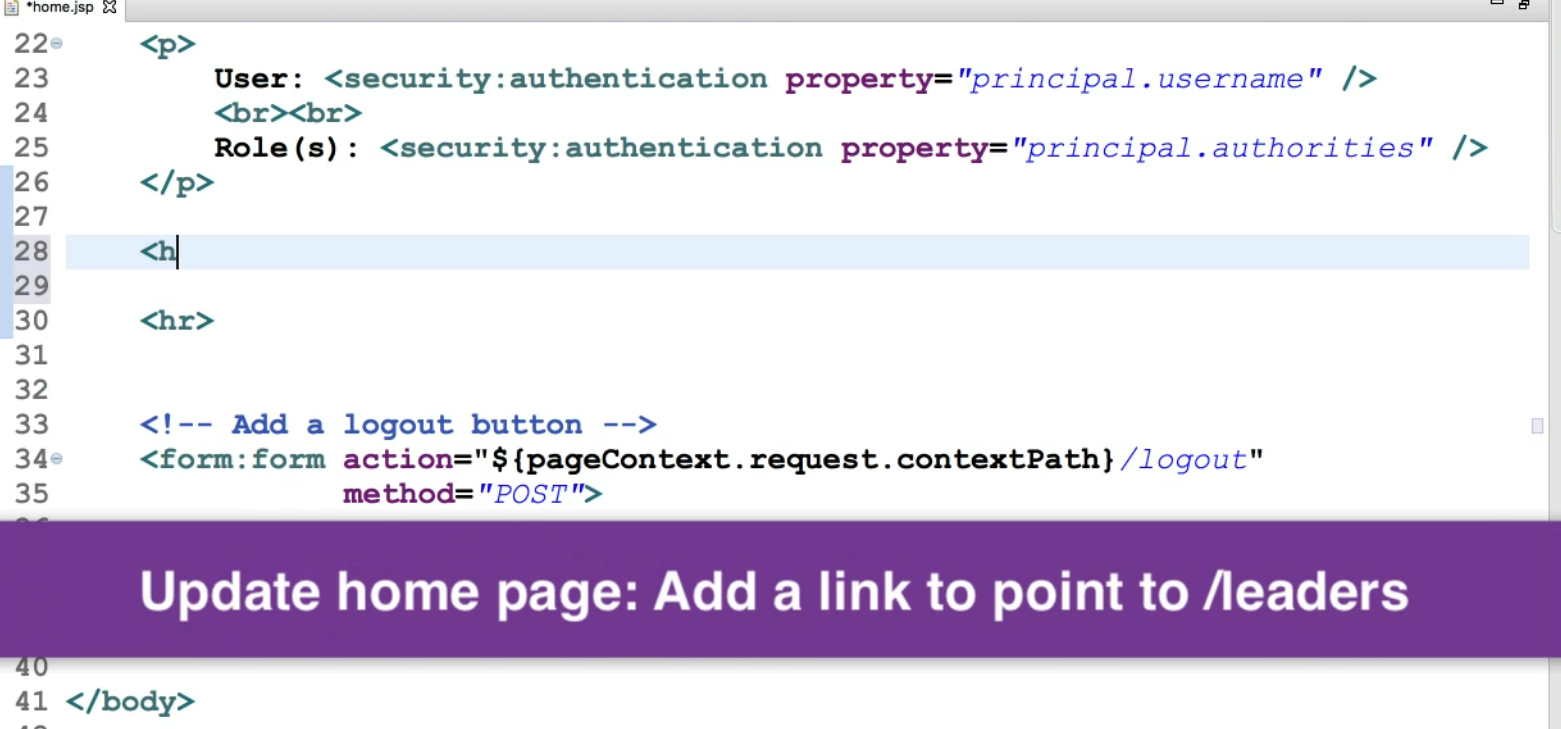 *home.jsp
22 <p>
23 User: <security:authentication property="principal.username" />
24 <br><br>
25 Role(s): <security:authentication property="principal.authorities" />
26 </p>
27
28 <h
29
30 <hr>
31
32
33 <!-- Add a logout button -->
34 <form:form action="${pageContext.request.contextPath}/logout"
35 method="POST">
Update home page: Add a link to point to /leaders
40
41 </body>